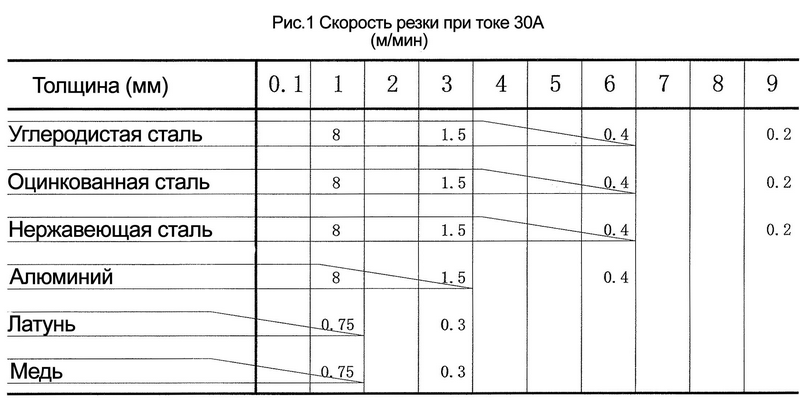 Рис.1 Скорость резки при токе 30А
(м/мин)
Толщина (мм) 0.1 1 2 3 4 5 6 7 8 9
Углеродистая сталь 8 1.5 0.4 0.2
Оцинкованная сталь 8 1.5 0.4 0.2
Нержавеющая сталь 8 1.5 0.4 0.2
Алюминий 8 1.5 0.4
Латунь 0.75 0.3
Медь 0.75 0.3